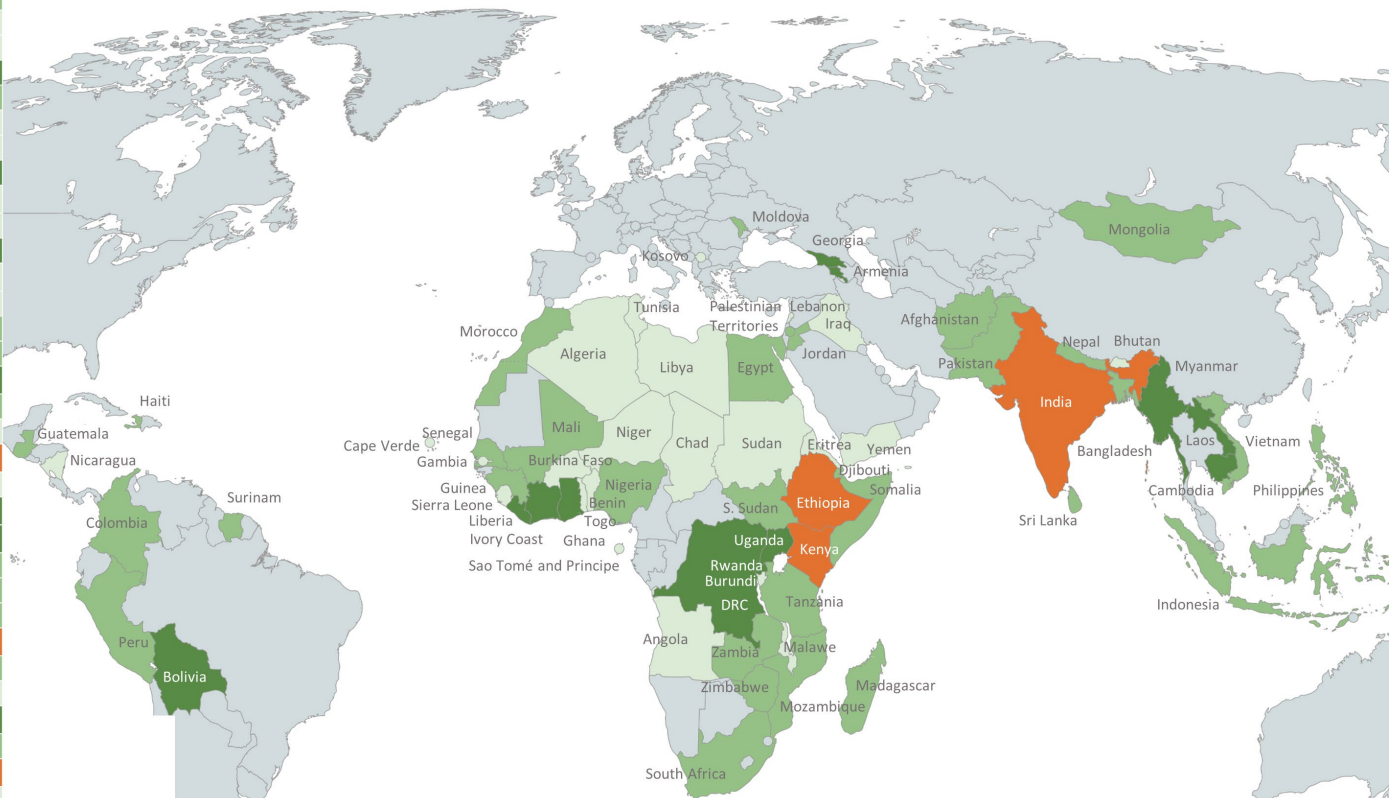 Moldova
Georgia
Mongolia
Kosovo
Armenia
Tunisia
Palestinian
Territories
Lebanon
Iraq
Afghanistan
Morocco
Algeria
Libya
Egypt
Jordan
Pakistan
Nepal
Bhutan
Myanmar
Haiti
India
Guatemala
Nicaragua
Cape Verde
Senegal
Gambia
Mali
Niger
Chad
Sudan
Eritrea
Yemen
Bangladesh
Laos
Vietnam
Burkina Faso
Djibouti
Guinea
Sierra Leone
Nigeria
Benin
Somalia
Surinam
Colombia
Liberia
Togo
S. Sudan
Ethiopia
Cambodia
Philippines
Ivory Coast
Ghana
Sri Lanka
Uganda
Kenya
Sao Tomé and Principe
Rwanda
Burundi
DRC
Tanzania
Indonesia
Peru
Angola
Zambia
Malawe
Bolivia
Zimbabwe
Madagascar
Mozambique
South Africa